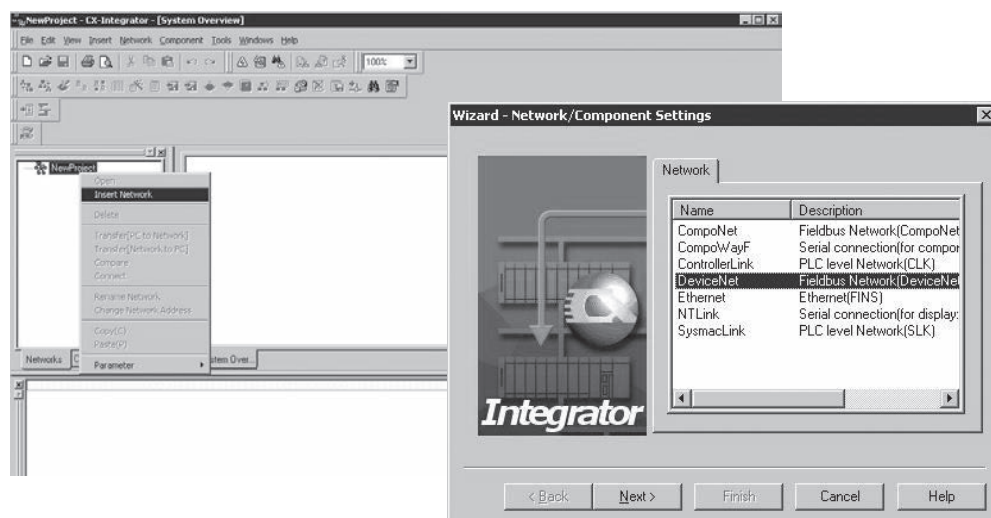 NewProject - CX-Integrator - [System Overview]
File Edit View Insert Network Component Tools Windows Help
100%
NewProject
Open
Insert Network
Delete
Transfer[PC to Network]
Transfer[Network to PC]
Compare
Connect
Rename Network
Change Network Address
Copy(C)
Paste(P)
Parameter
Networks
stem Over...
Wizard - Network/Component Settings
Network
Name Description
CompoNet Fieldbus Network(CompoNet
CompoWayF Serial connection(for compor
ControllerLink PLC level Network(CLK)
DeviceNet Fieldbus Network(DeviceNet
Ethernet Ethernet(FINS)
NTLink Serial connection(for display:
SysmacLink PLC level Network(SLK)
CX
Integrator
< Back Next > Finish Cancel Help